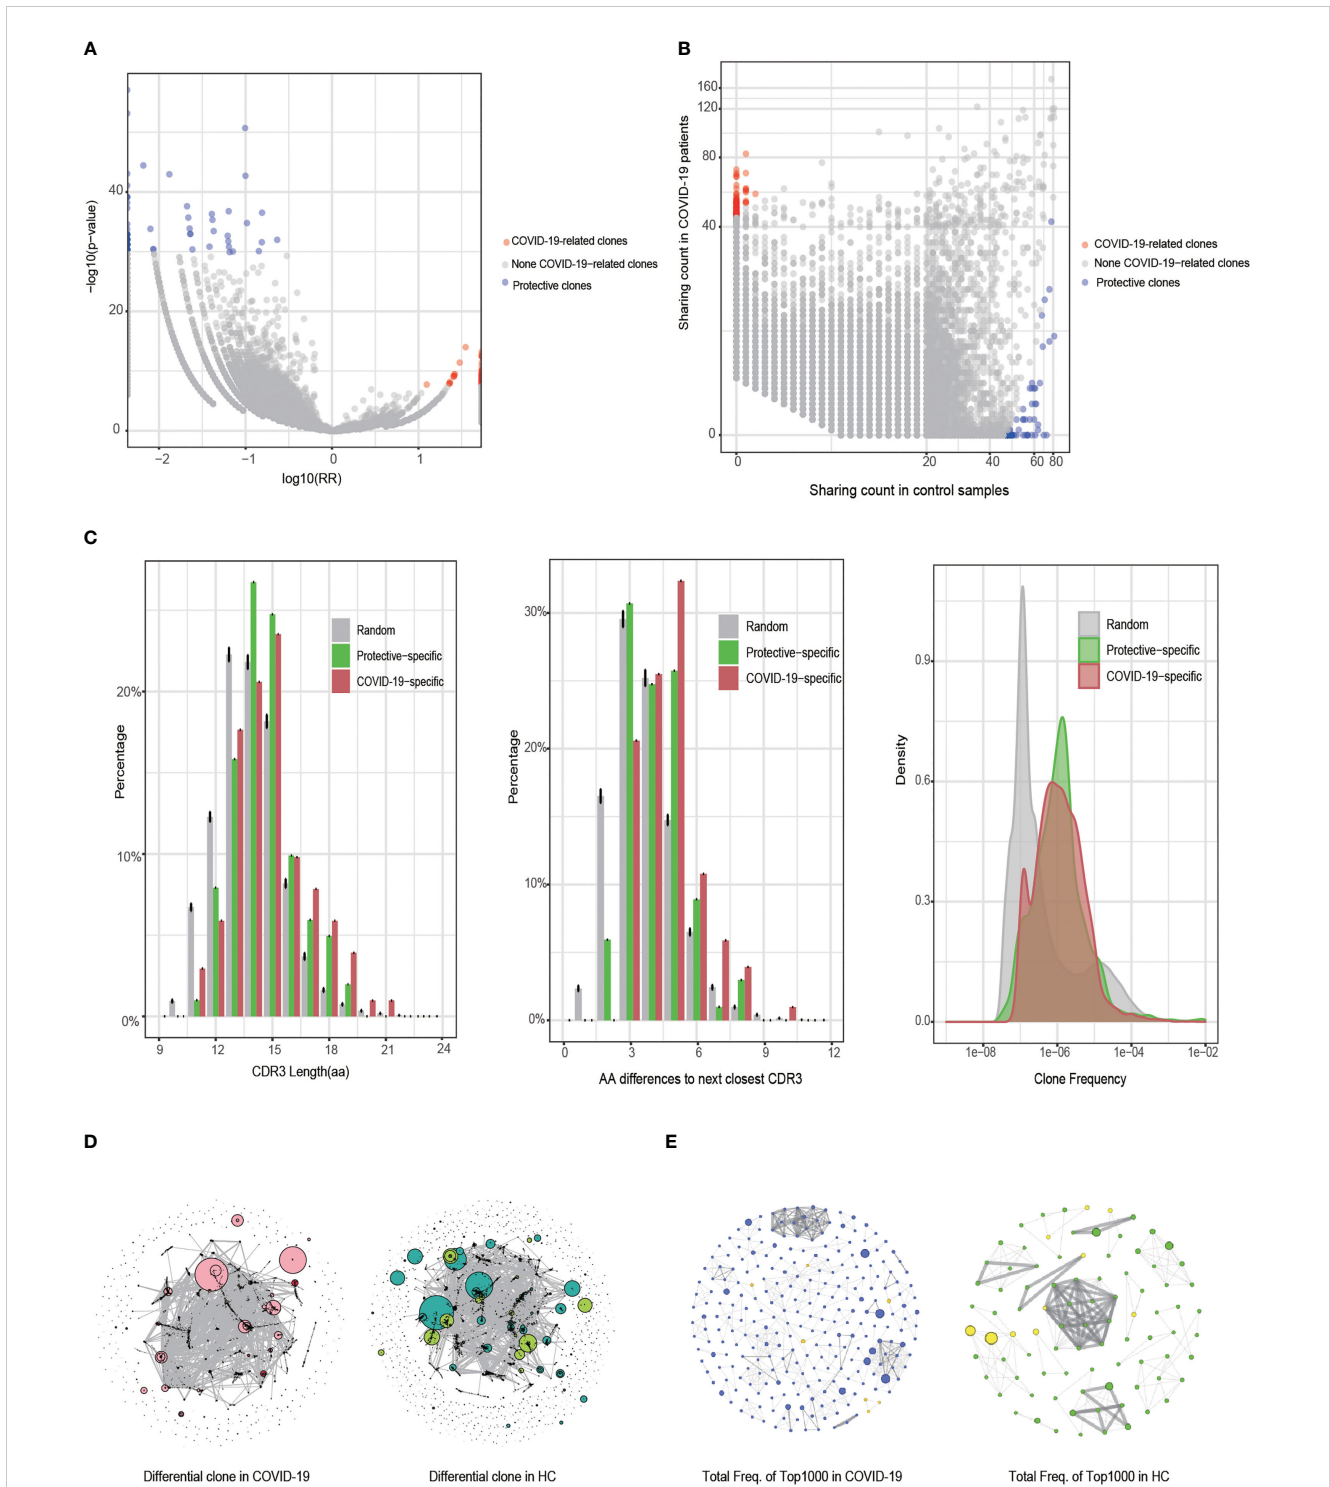 A
B
−log10(p−value)
40
20
0
−2
−1
0
1
log10(RR)
COVID-19-related clones
None COVID-19−related clones
Protective clones
Sharing count in COVID-19 patients
160
120
80
40
0
0
20
40
60
80
Sharing count in control samples
COVID-19-related clones
None COVID-19−related clones
Protective clones
C
Percentage
20%
10%
0%
9
12
15
18
21
24
CDR3 Length(aa)
Random
Protective−specific
COVID-19−specific
Percentage
30%
20%
10%
0%
0
3
6
9
12
AA differences to next closest CDR3
Random
Protective−specific
COVID-19−specific
Density
0.9
0.6
0.3
0.0
1e−08
1e−06
1e−04
1e−02
Clone Frequency
Random
Protective−specific
COVID-19−specific
D
E
Differential clone in COVID-19
Differential clone in HC
Total Freq. of Top1000 in COVID-19
Total Freq. of Top1000 in HC